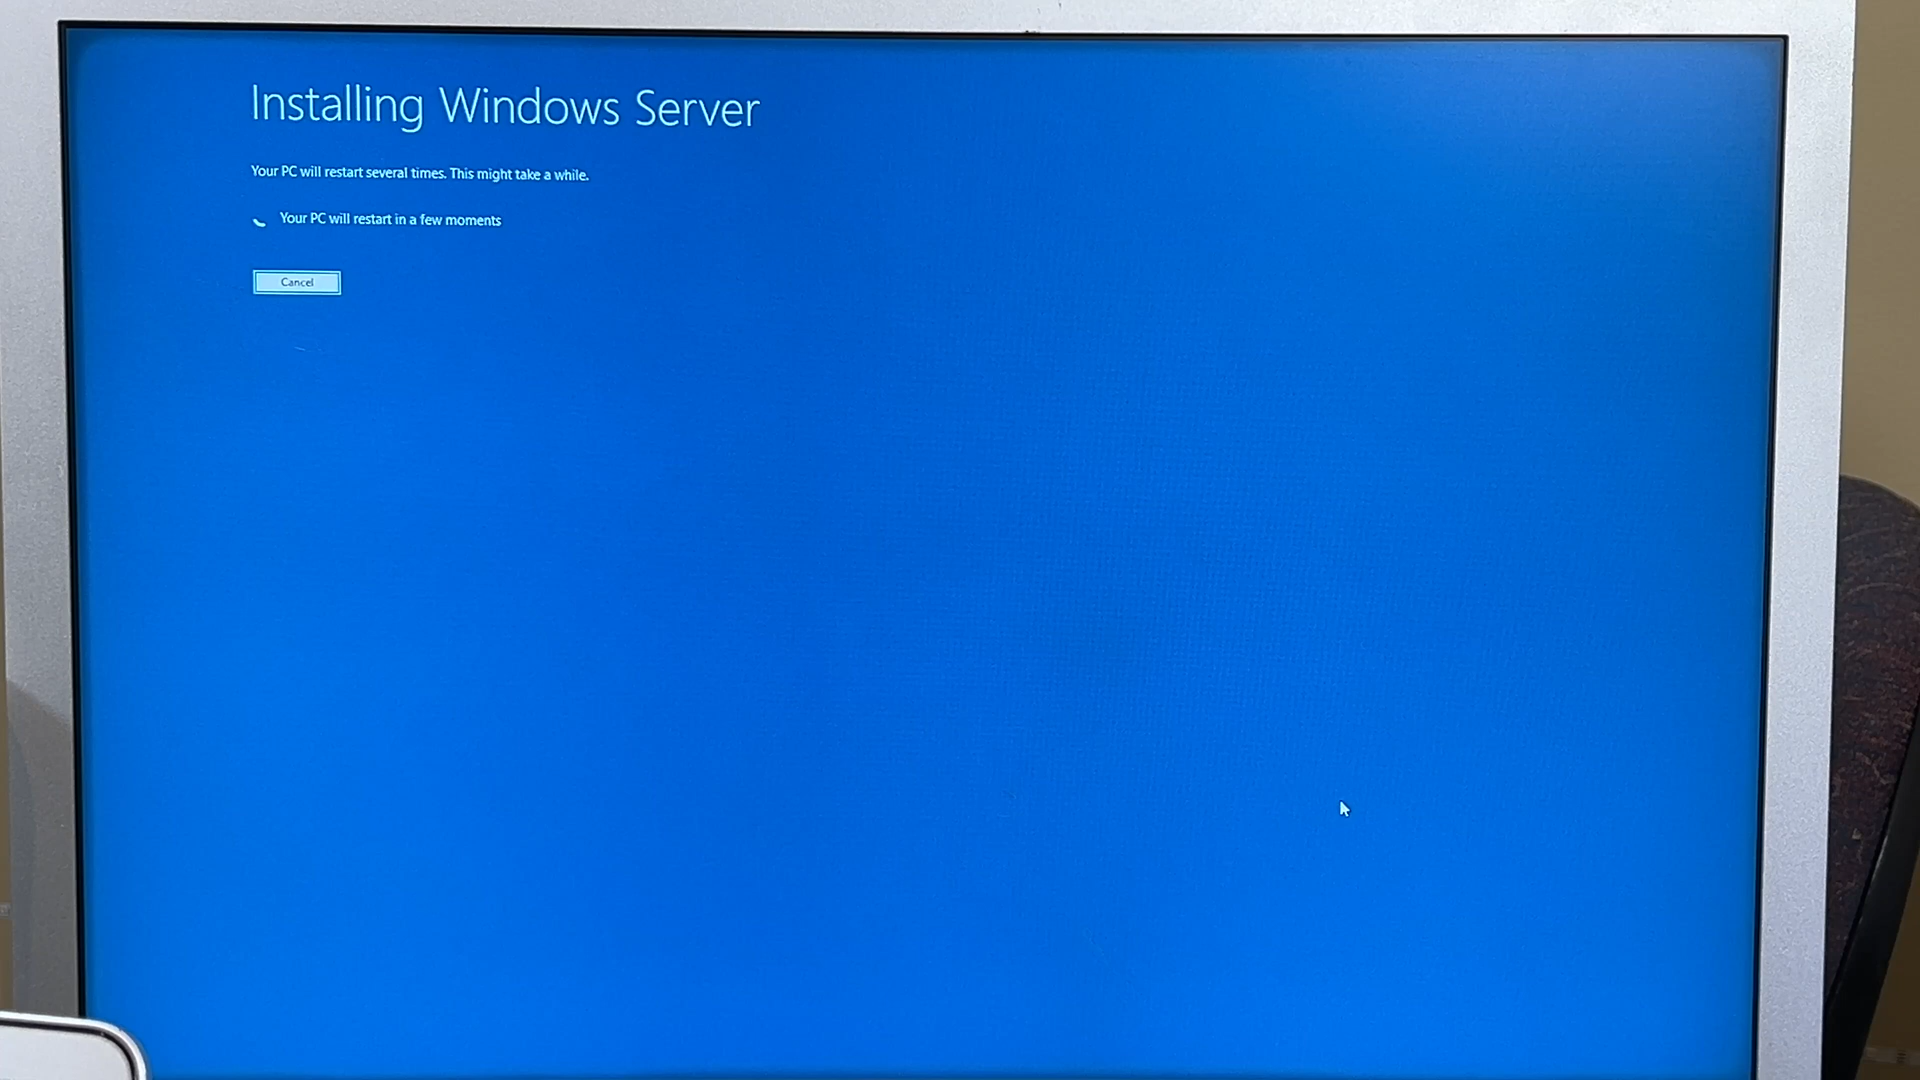 Installing Windows Server
Your PC will restart several times. This might take a while.
Your PC will restart in a few moments
Cancel